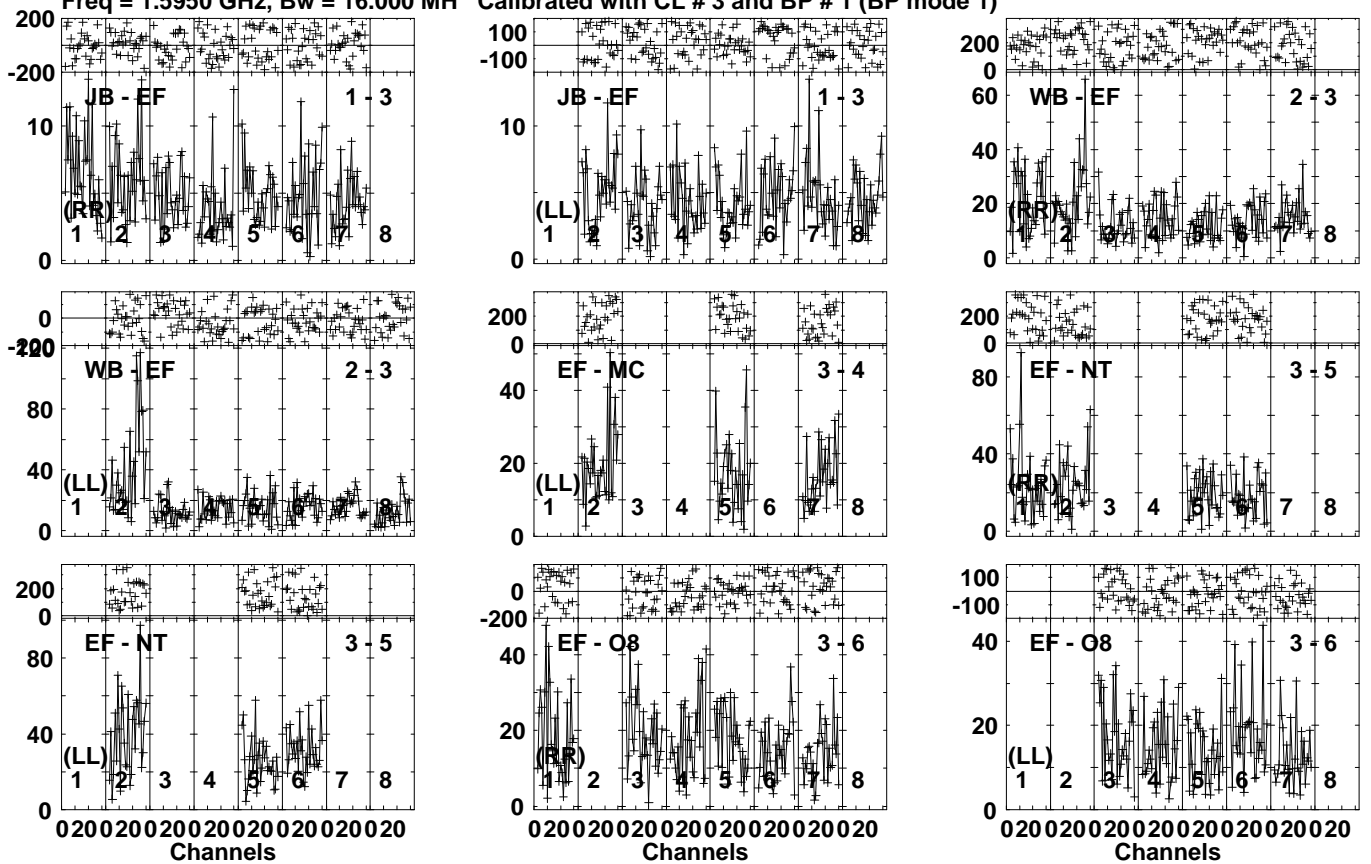 Freq = 1.5950 GHz, Bw = 16.000 MH Calibrated with CL # 3 and BP # 1 (BP mode 1)
200
-200
JB - EF 1 - 3
10
(RR)
1 2 3 4 5 6 7 8
0
100
-100
JB - EF 1 - 3
10
(LL)
1 2 3 4 5 6 7 8
0
200
0
WB - EF 2 - 3
60
40
20
(RR)
1 2 3 4 5 6 7 8
0
0
-200
120
WB - EF 2 - 3
80
40
(LL)
1 2 3 4 5 6 7 8
0
200
0
EF - MC 3 - 4
40
20
(LL)
1 2 3 4 5 6 7 8
0
200
0
EF - NT 3 - 5
80
40
(RR)
1 2 3 4 5 6 7 8
0
200
0
EF - NT 3 - 5
80
40
(LL)
1 2 3 4 5 6 7 8
0
0 20 0 20 0 20 0 20 0 20 0 20 0 20 0 20
Channels
0
-200
EF - O8 3 - 6
40
20
(RR)
1 2 3 4 5 6 7 8
0
0 20 0 20 0 20 0 20 0 20 0 20 0 20 0 20
Channels
100
-100
EF - O8 3 - 6
40
20
(LL)
1 2 3 4 5 6 7 8
0
0 20 0 20 0 20 0 20 0 20 0 20 0 20 0 20
Channels